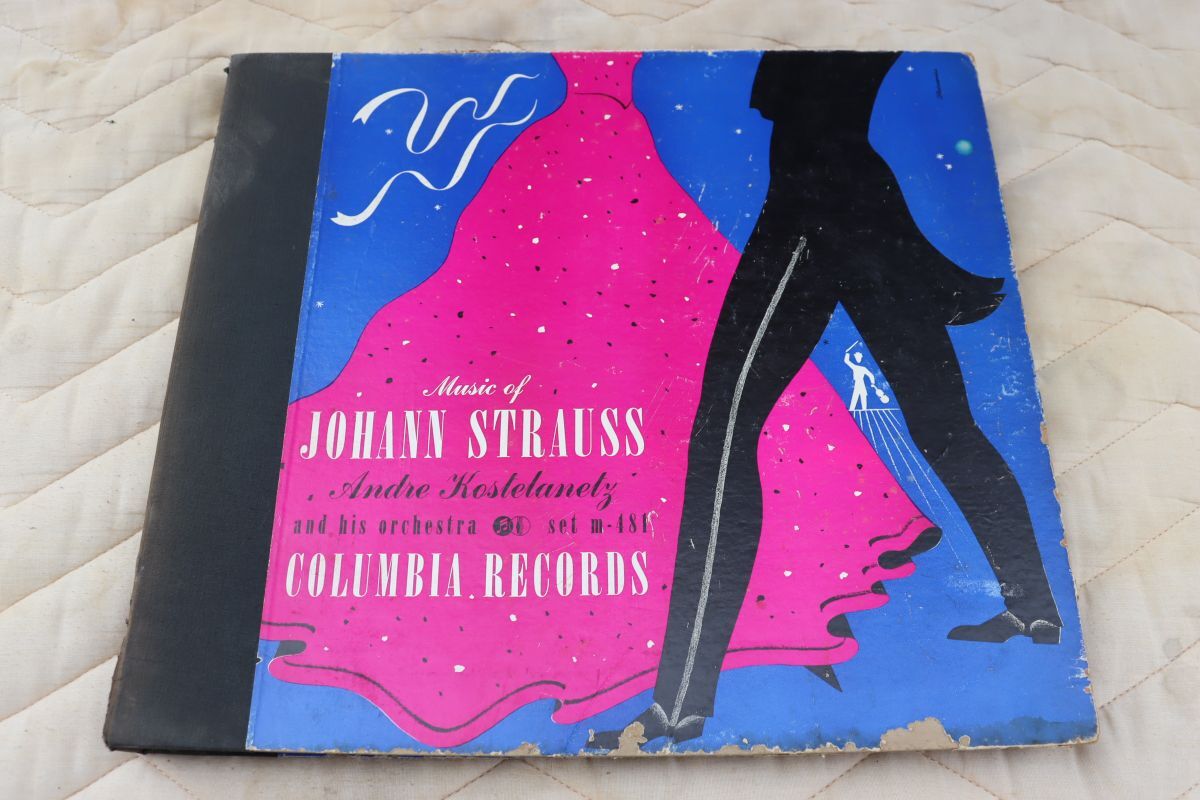 Music of
JOHANN STRAUSS
Andre Kostelanetz
and his orchestra set m-481
COLUMBIA RECORDS